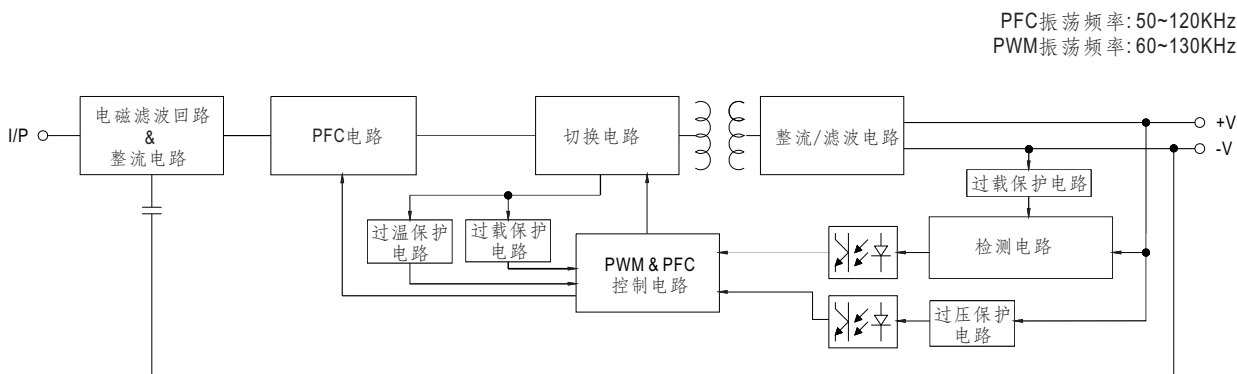 PFC振荡频率: 50~120KHz
PWM振荡频率: 60~130KHz
I/P
电磁滤波回路
&
整流电路
PFC电路
切换电路
整流/滤波电路
+V
-V
过载保护电路
过温保护
电路
过载保护
电路
PWM & PFC
控制电路
检测电路
过压保护
电路